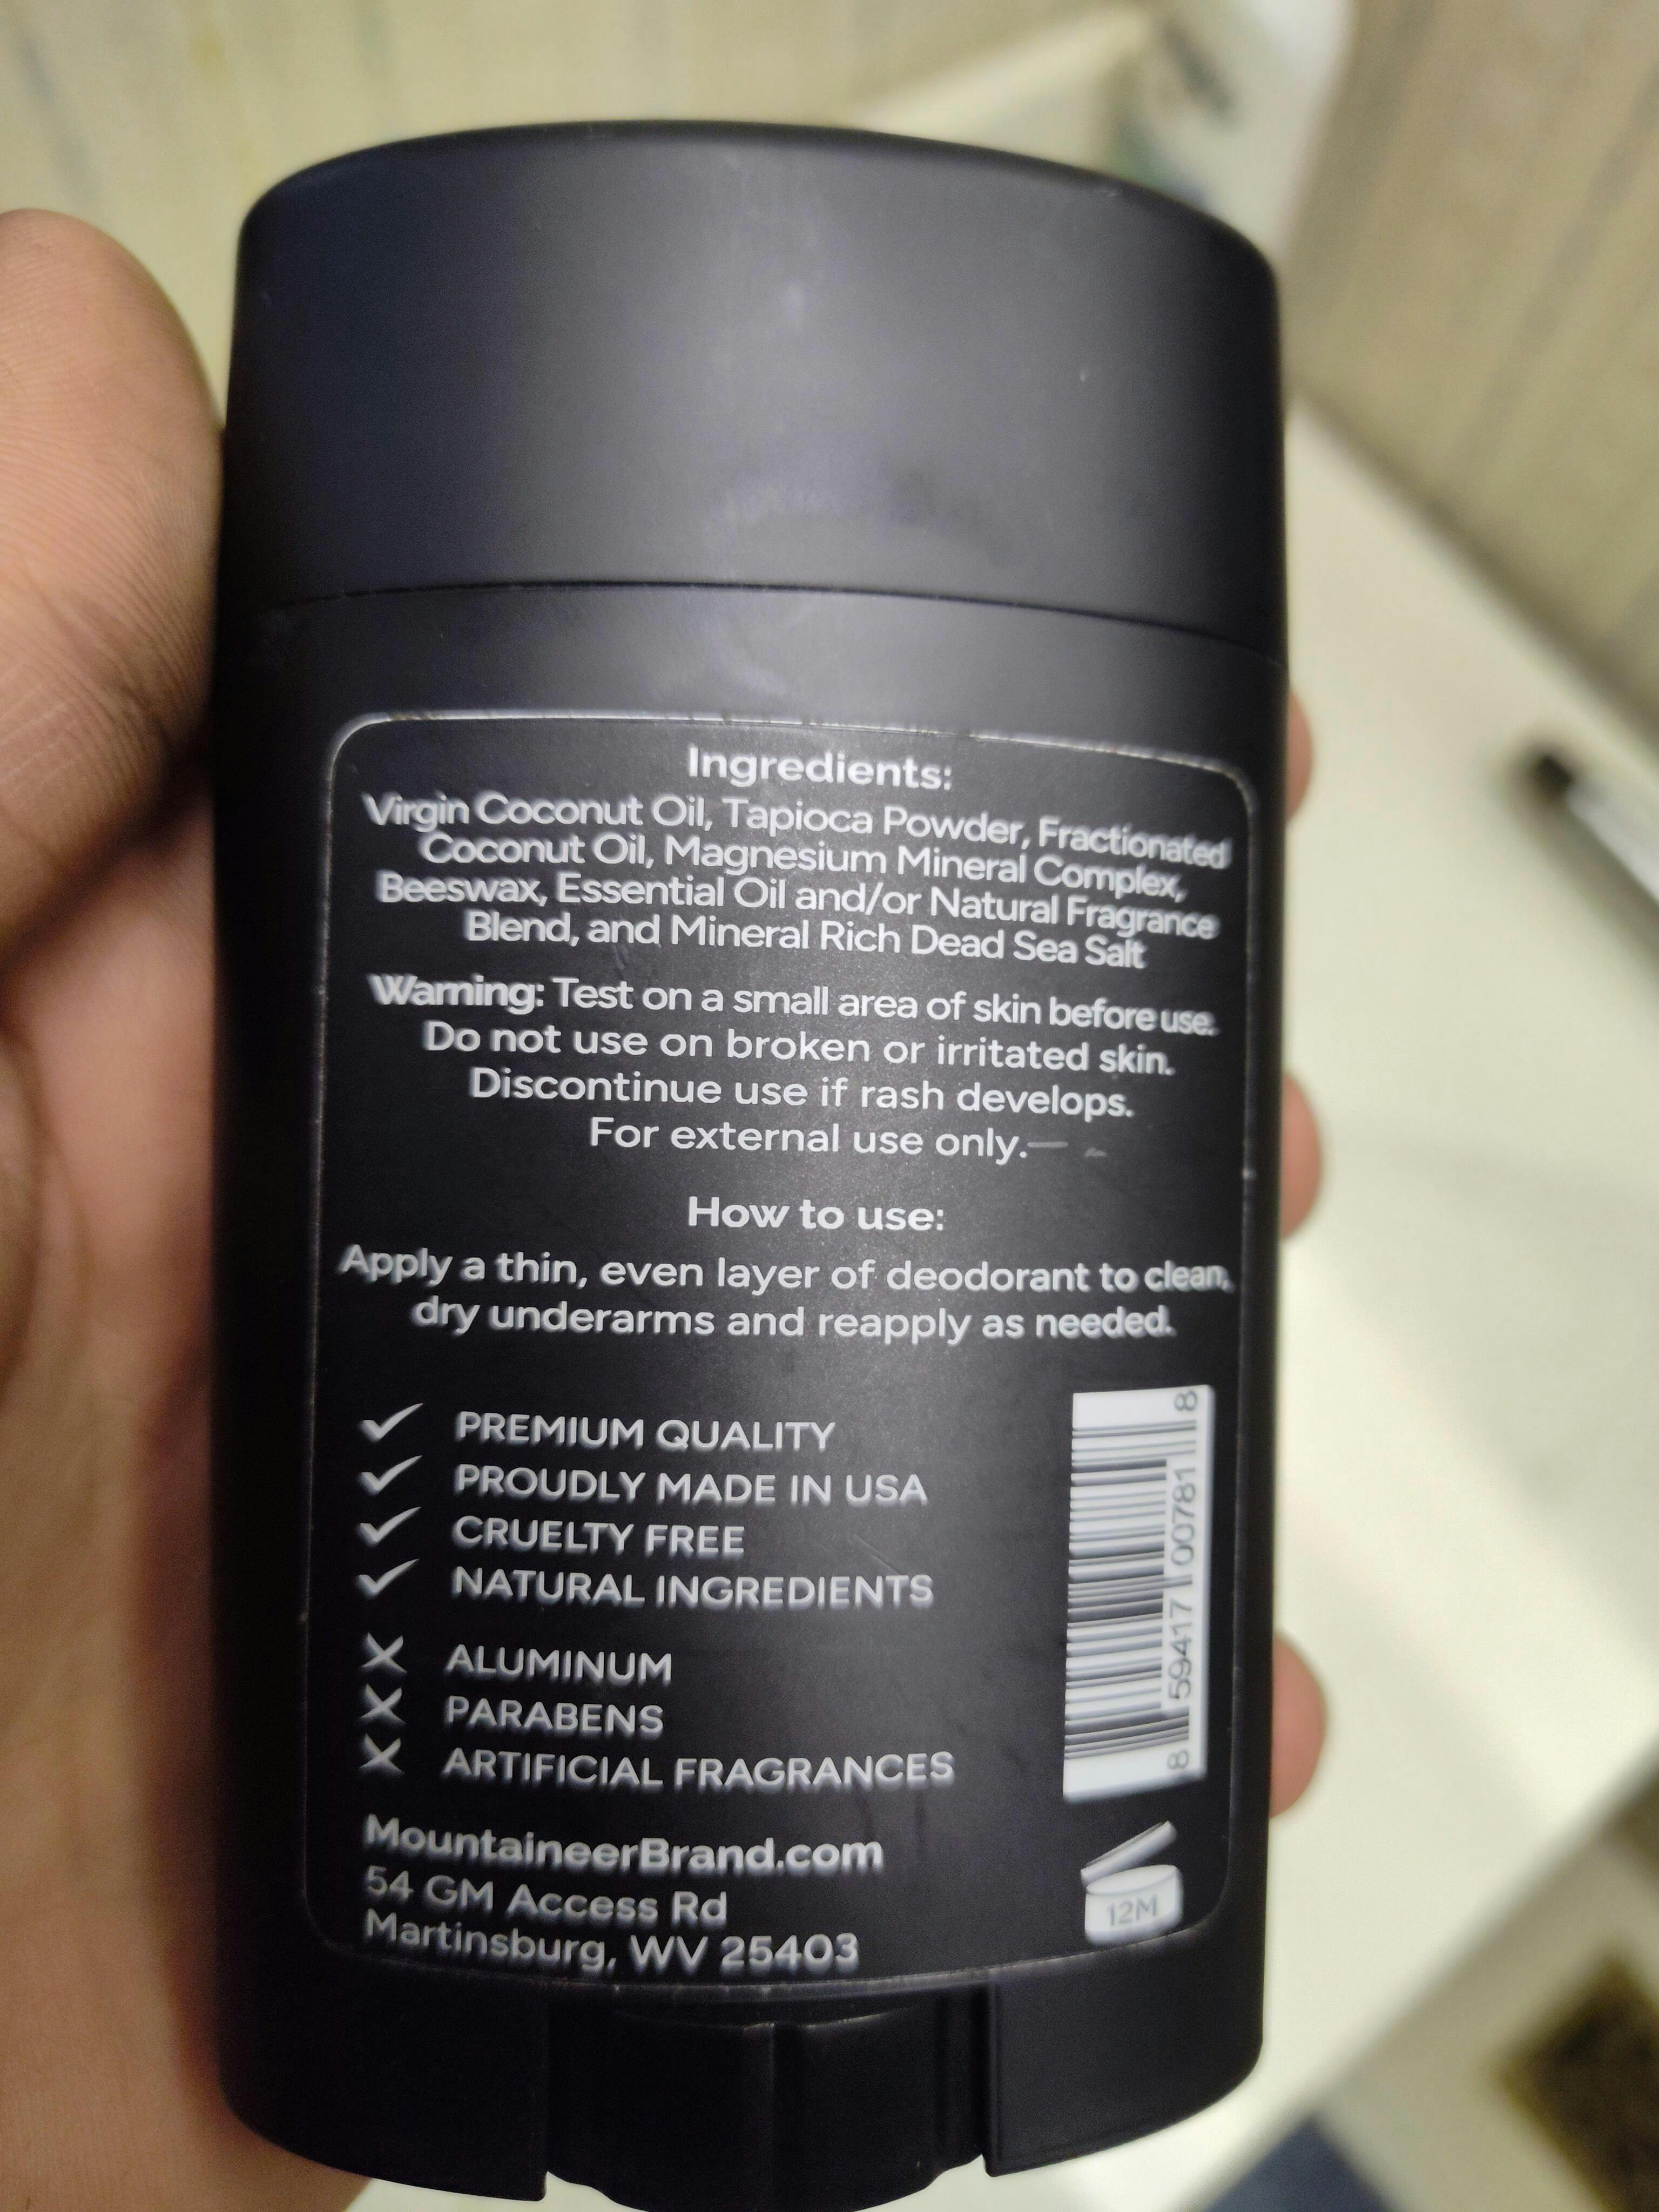 Ingredients:
Virgin Coconut Oil, Tapioca Powder, Fractionated
Coconut Oil, Magnesium Mineral Complex,
Beeswax, Essential Oil and/or Natural Fragrance
Blend, and Mineral Rich Dead Sea Salt
Warning: Test on a small area of skin before use.
Do not use on broken or irritated skin.
Discontinue use if rash develops.
For external use only.
How to use:
Apply a thin, even layer of deodorant to clean,
dry underarms and reapply as needed.
PREMIUM QUALITY
PROUDLY MADE IN USA
CRUELTY FREE
NATURAL INGREDIENTS
ALUMINUM
PARABENS
ARTIFICIAL FRAGRANCES
8 59417 00781 8
MountaineerBrand.com
54 GM Access Rd
Martinsburg, WV 25403
12M